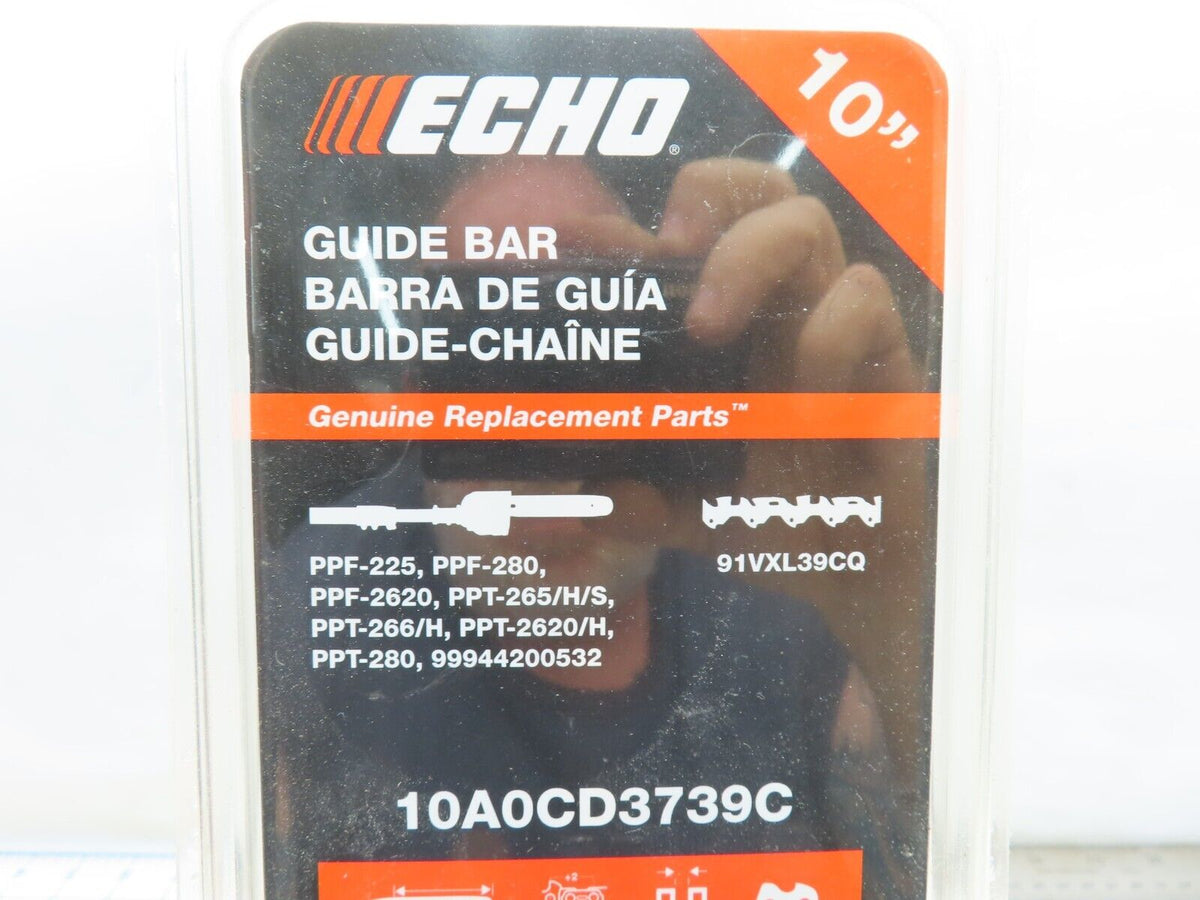 ECHO®
10”
GUIDE BAR
BARRA DE GUÍA
GUIDE-CHAÎNE
Genuine Replacement Parts™
PPF-225, PPF-280,
PPF-2620, PPT-265/H/S,
PPT-266/H, PPT-2620/H,
PPT-280, 99944200532
91VXL39CQ
10A0CD3739C
+2